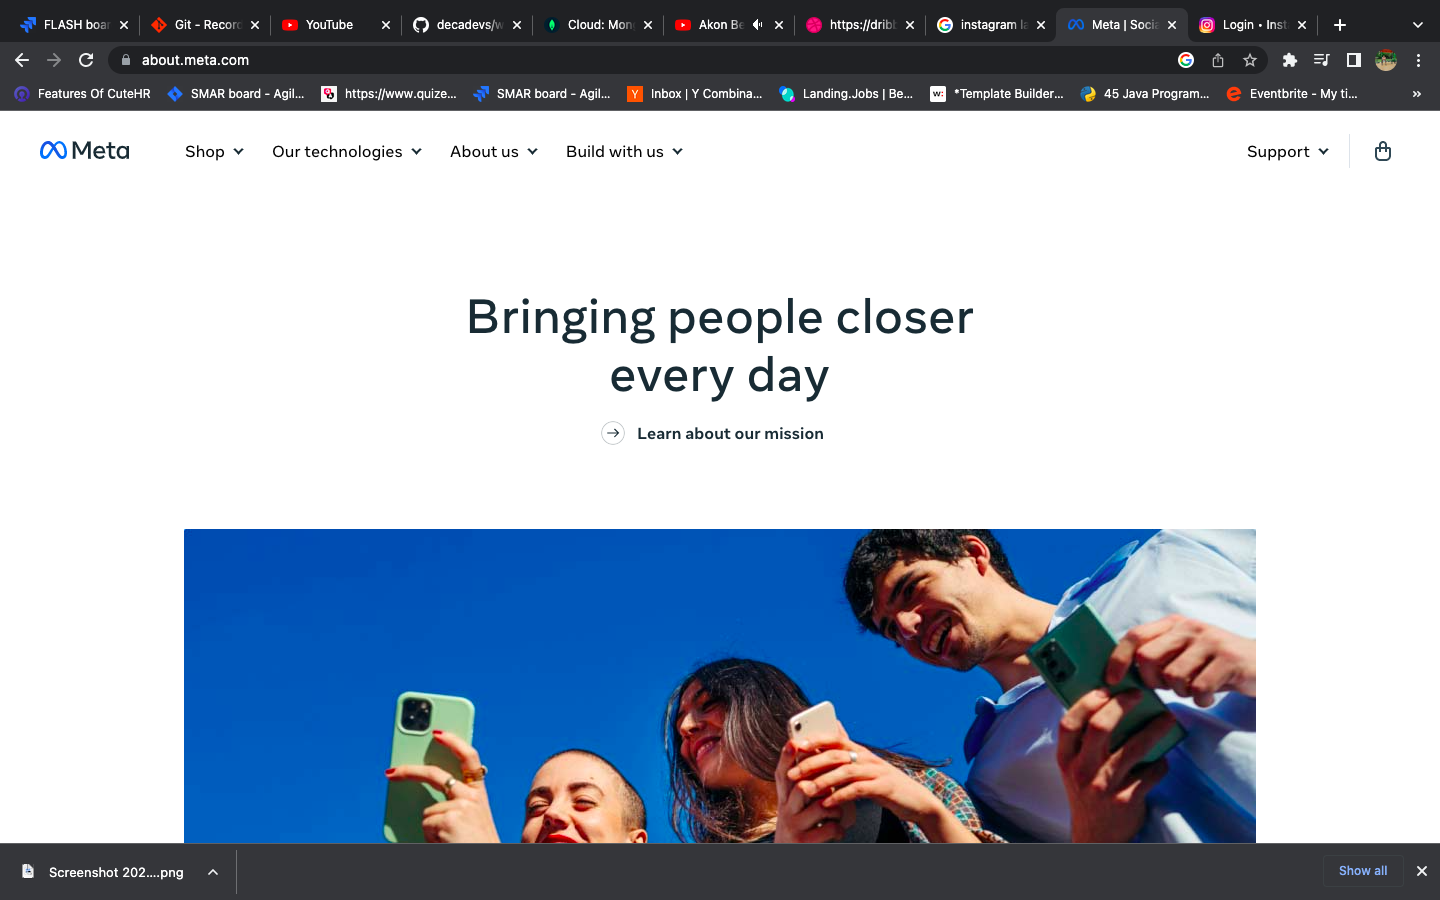 FLASH boar
Git - Record
YouTube
decadevs/w
Cloud: Mon
Akon Be
https://dribb
instagram la
Meta | Socia
Login • Inst
about.meta.com
Features Of CuteHR
SMAR board - Agil...
https://www.quize...
SMAR board - Agil...
Inbox | Y Combina...
Landing.Jobs | Be...
*Template Builder...
45 Java Program...
Eventbrite - My ti...
»
Meta
Shop
Our technologies
About us
Build with us
Support
Bringing people closer
every day
Learn about our mission
Screenshot 202....png
Show all